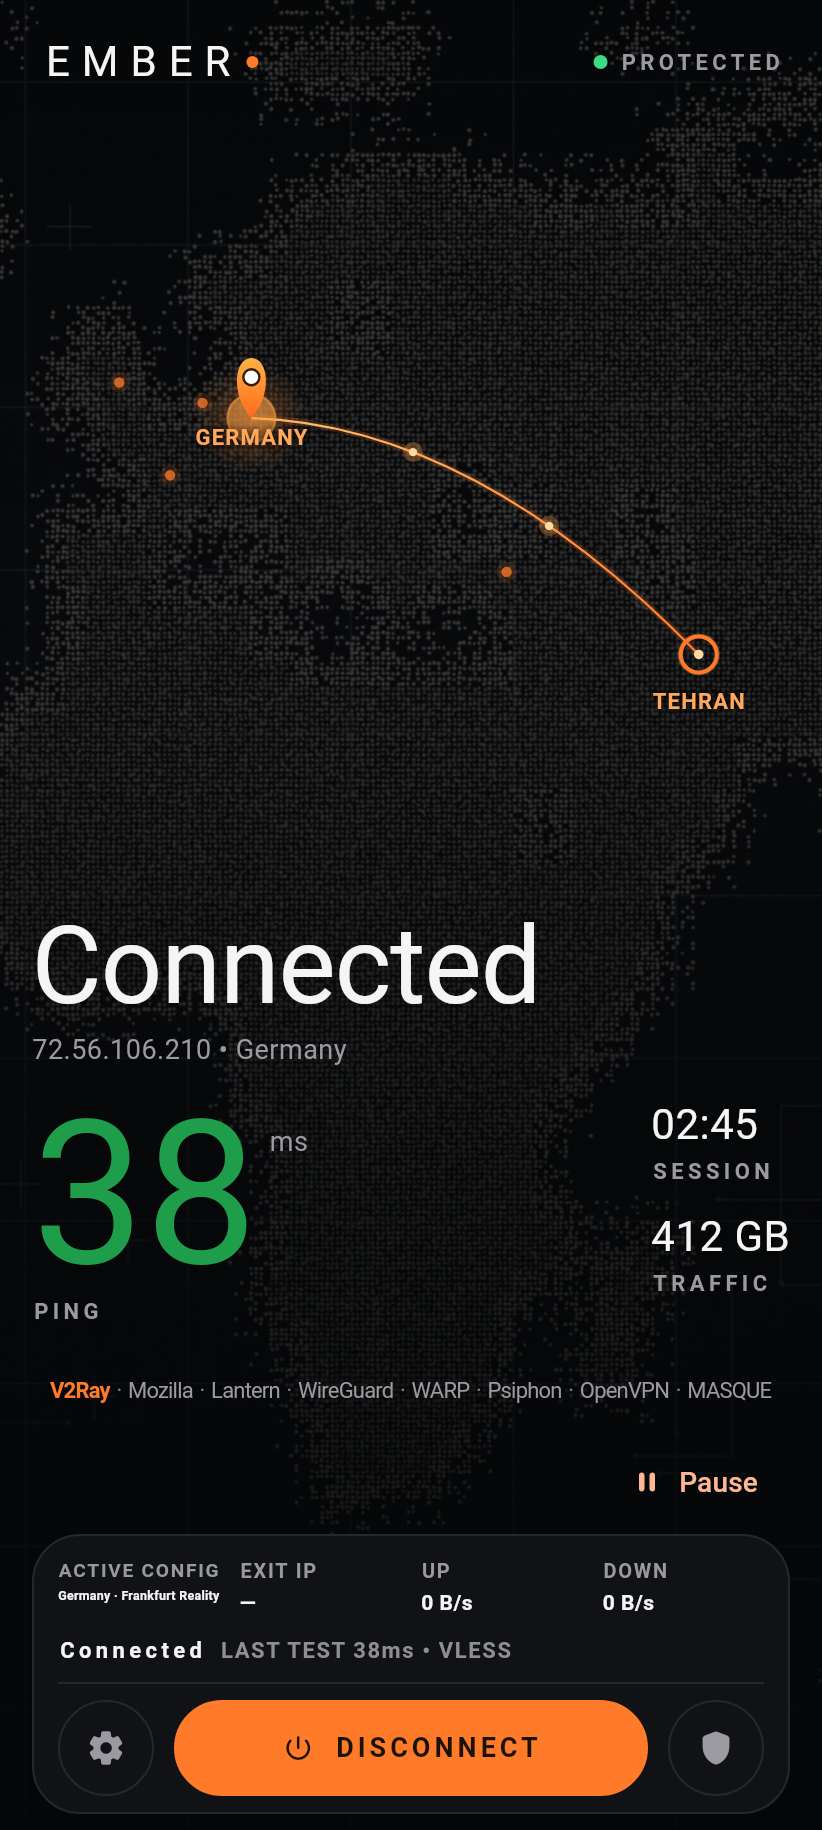 EMBER
PROTECTED
GERMANY
TEHRAN
Connected
72.56.106.210 • Germany
38 ms
PING
02:45
SESSION
412 GB
TRAFFIC
V2Ray · Mozilla · Lantern · WireGuard · WARP · Psiphon · OpenVPN · MASQUE
Pause
ACTIVE CONFIG EXIT IP UP DOWN
Germany · Frankfurt Reality — 0 B/s 0 B/s
Connected LAST TEST 38ms • VLESS
DISCONNECT